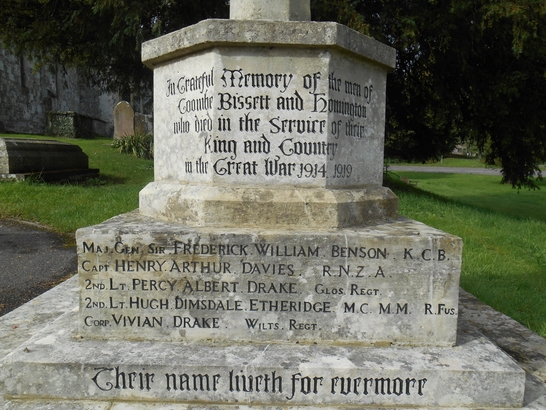 In Grateful Memory of the men of
Coombe Bissett and Homington
who died in the Service of their
King and Country
in the Great War 1914. 1919.
Maj. Gen. Sir. FREDERICK. WILLIAM. BENSON. K.C.B.
Capt. HENRY. ARTHUR. DAVIES. R.N.Z.A.
2nd. Lt. PERCY. ALBERT. DRAKE. Glos. Regt.
2nd. Lt. HUGH. DIMSDALE. ETHERIDGE. M.C. M.M. R. Fus.
Corp. VIVIAN. DRAKE. Wilts. Regt.
Their name liveth for evermore